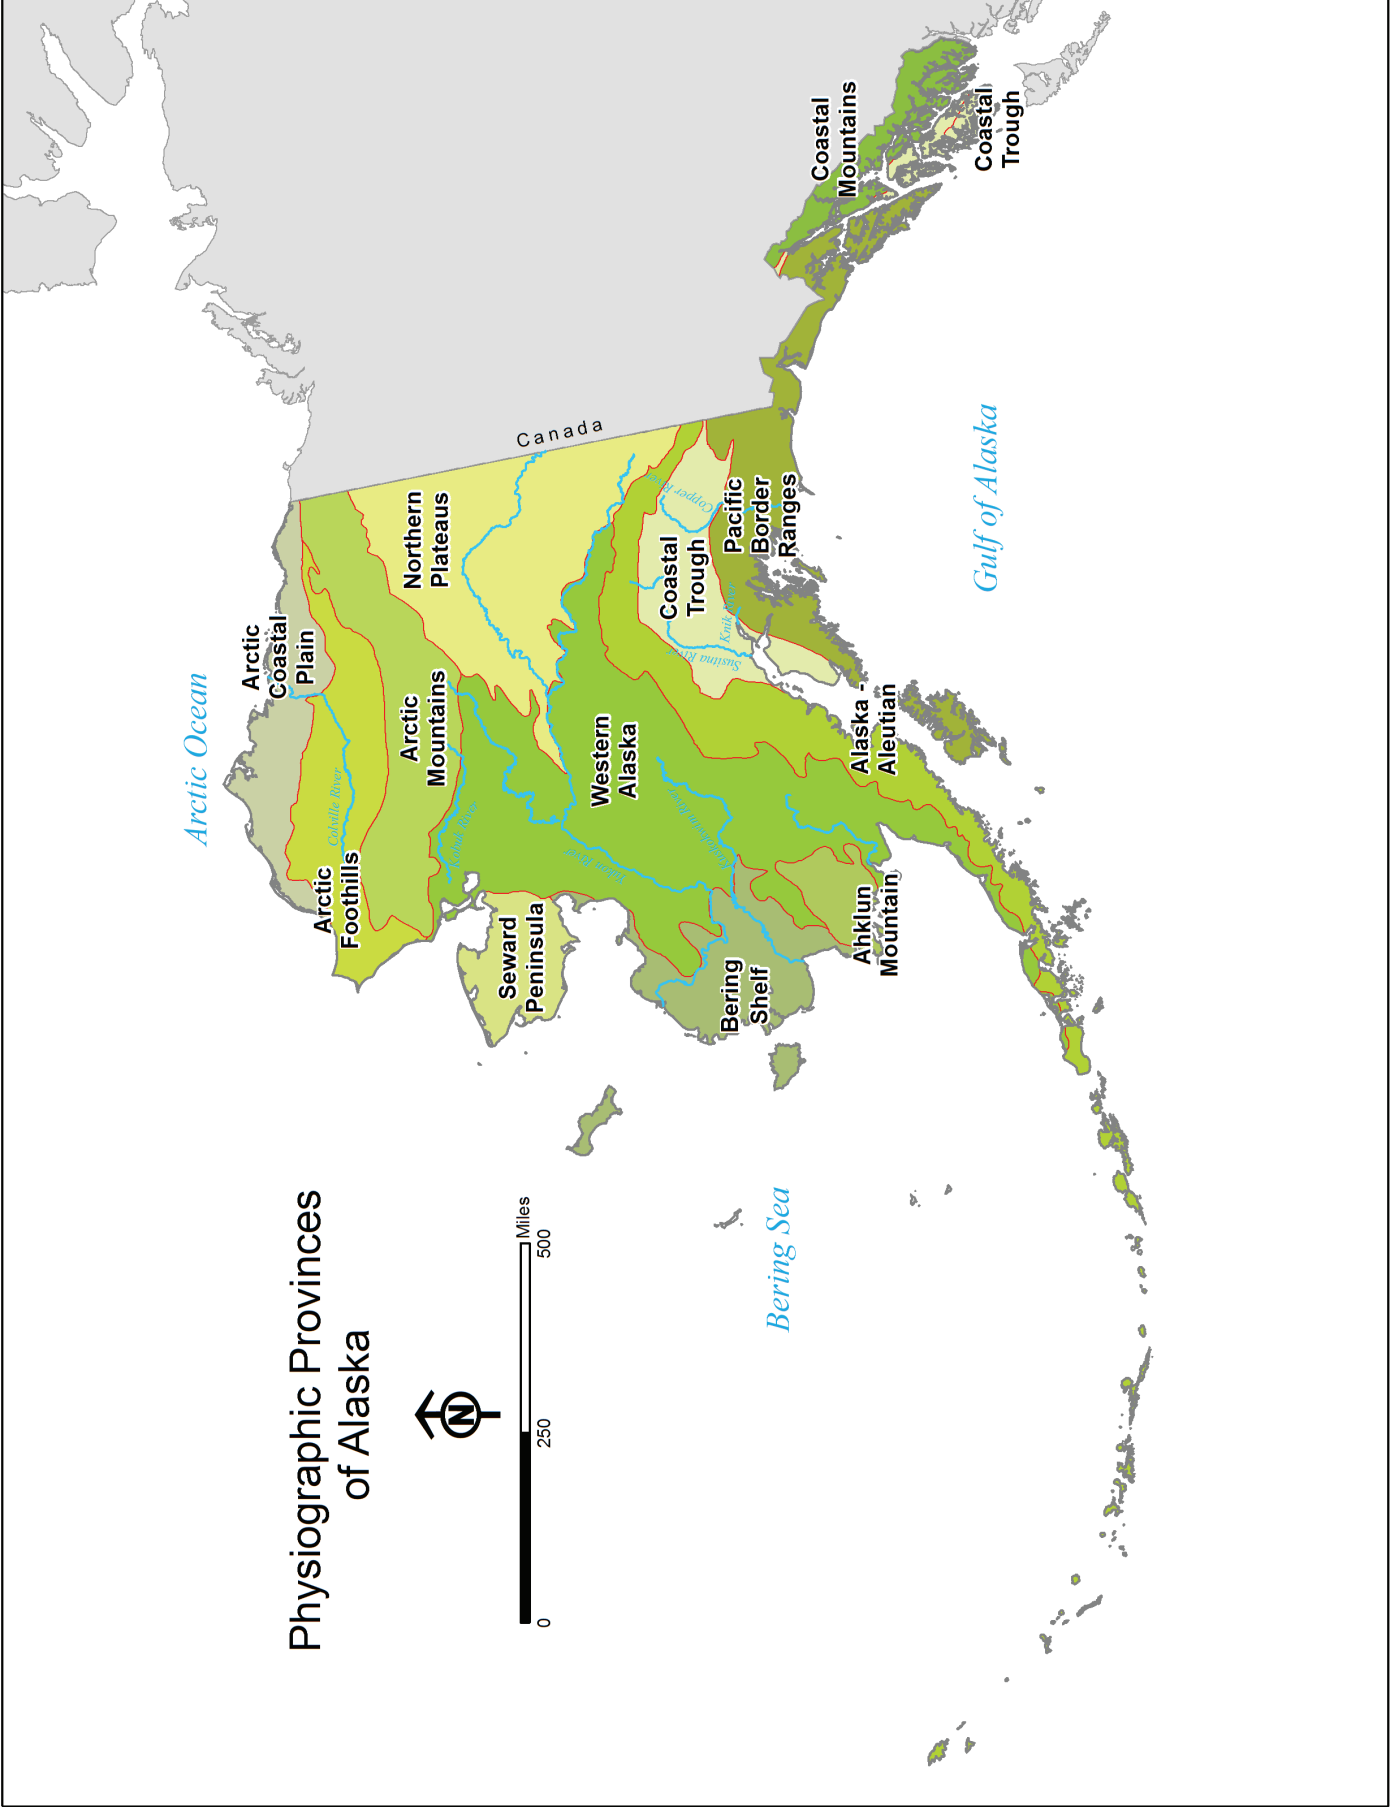 Physiographic Provinces
of Alaska
N
0
250
500
Miles
Arctic Ocean
Bering Sea
Gulf of Alaska
Canada
Arctic
Coastal
Plain
Arctic
Foothills
Arctic
Mountains
Northern
Plateaus
Seward
Peninsula
Western
Alaska
Bering
Shelf
Ahklun
Mountain
Alaska -
Aleutian
Coastal
Trough
Pacific
Border
Ranges
Coastal
Mountains
Coastal
Trough
Colville River
Kobuk River
Yukon River
Kuskokwim River
Susitna River
Knik River
Copper River